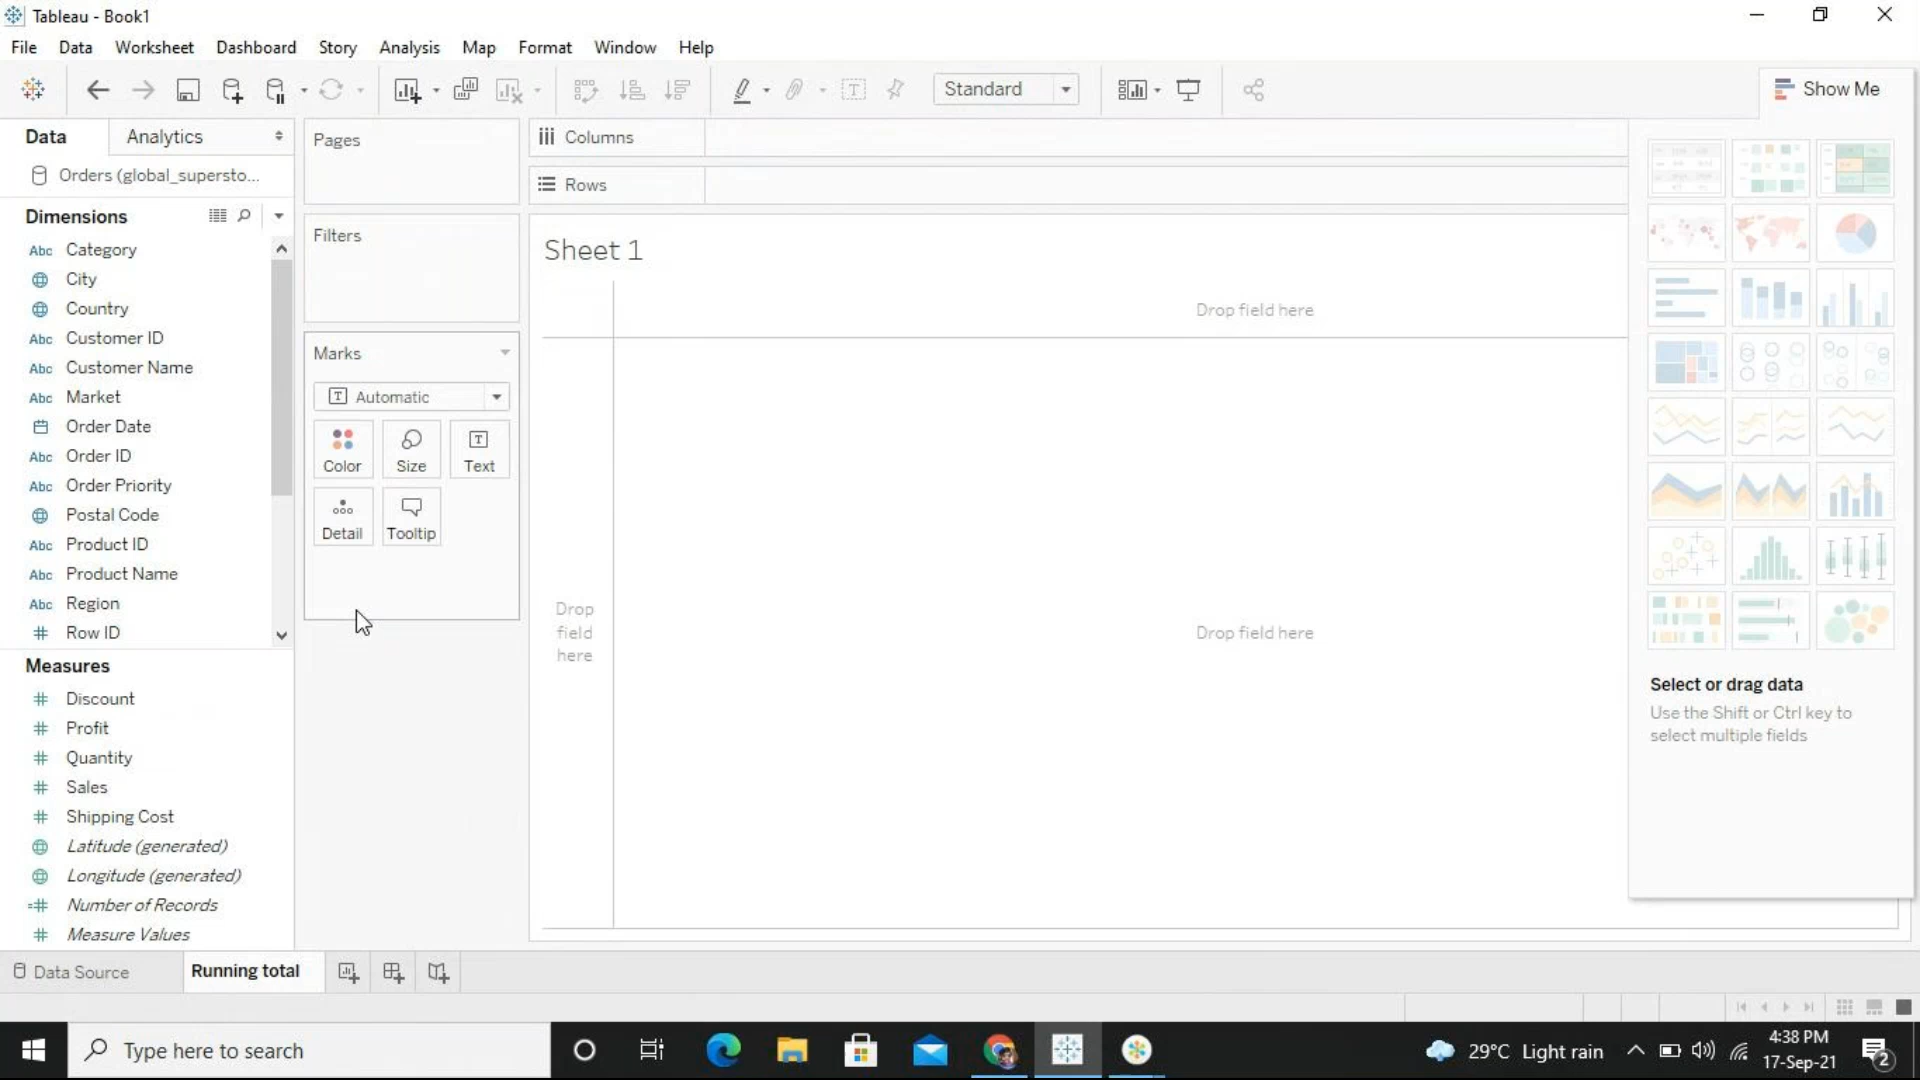 Tableau - Book1
File Data Worksheet Dashboard Story Analysis Map Format Window Help
Standard
Show Me
Data Analytics
Pages
Columns
Orders (global_supersto...
Rows
Dimensions
Filters
Sheet 1
Abc Category
City
Country
Abc Customer ID
Abc Customer Name
Abc Market
Order Date
Abc Order ID
Abc Order Priority
Postal Code
Abc Product ID
Abc Product Name
Abc Region
# Row ID
Marks
Automatic
Color Size Text
Detail Tooltip
Drop field here
Drop
field
here
Drop field here
Measures
# Discount
# Profit
# Quantity
# Sales
# Shipping Cost
Latitude (generated)
Longitude (generated)
=# Number of Records
# Measure Values
Select or drag data
Use the Shift or Ctrl key to
select multiple fields
Data Source Running total
Type here to search
29°C Light rain
4:38 PM
17-Sep-21
2